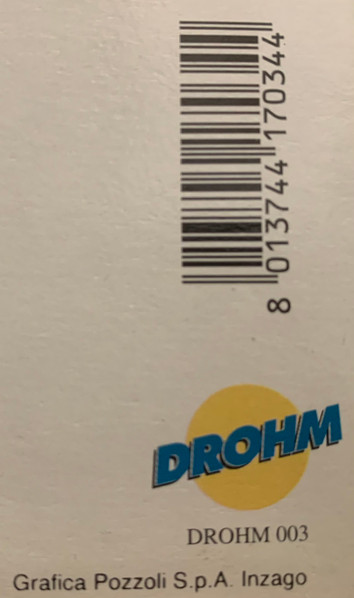 8 013744 170344
DROHM
DROHM 003
Grafica Pozzoli S.p.A. Inzago